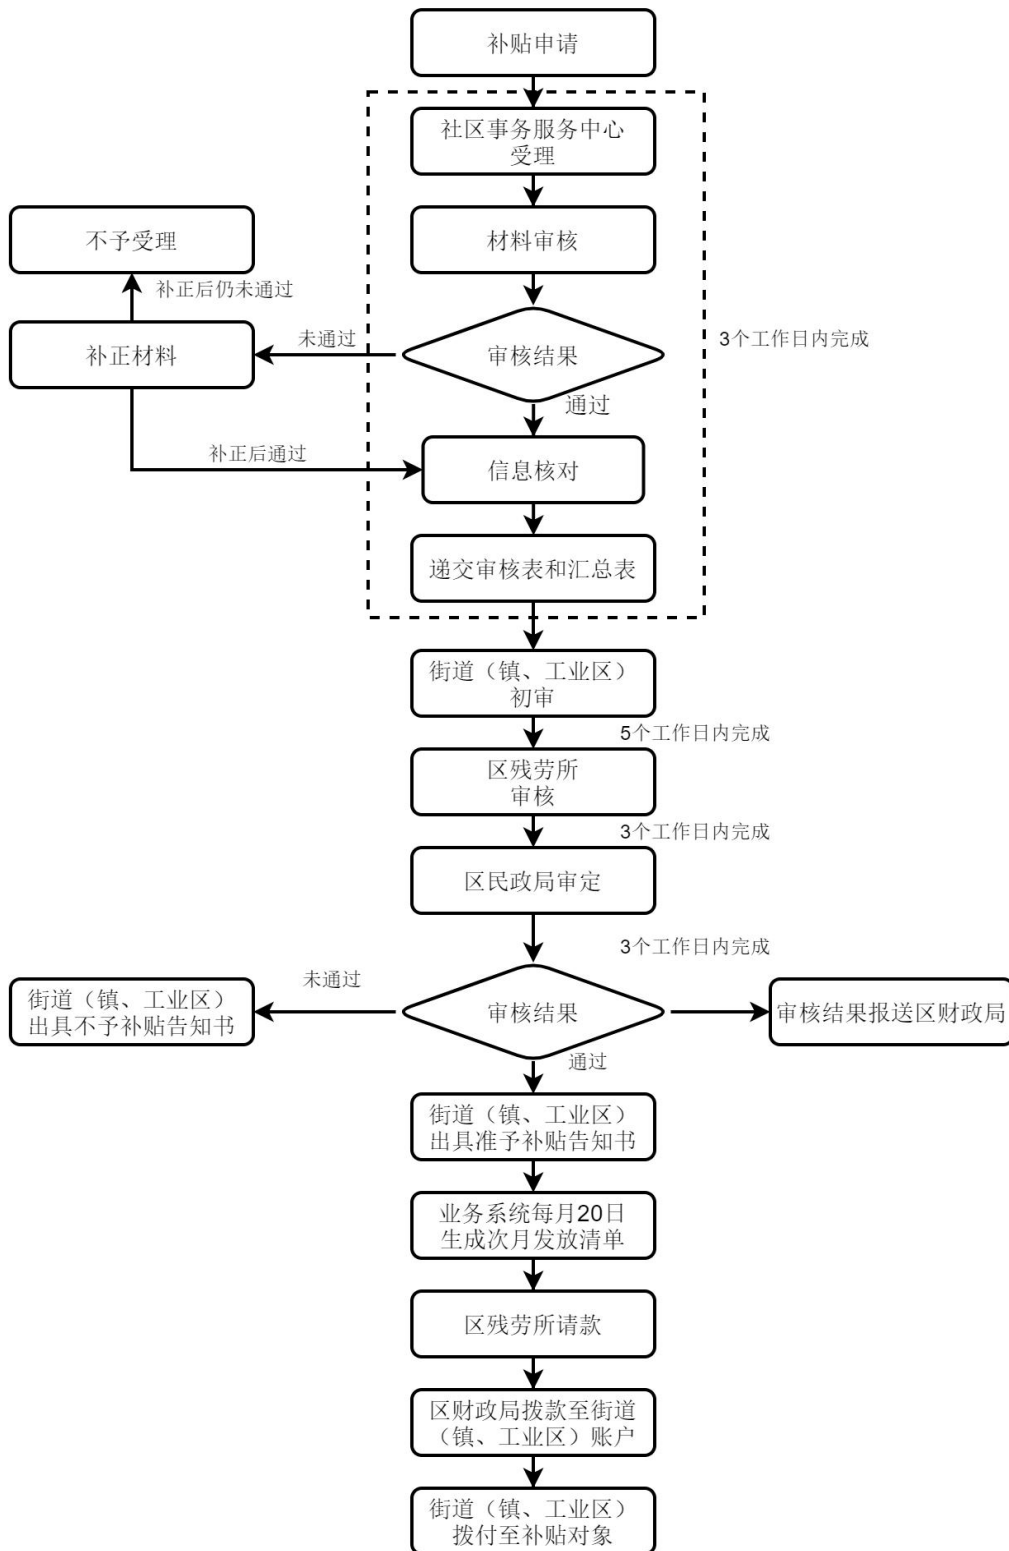 补贴申请
社区事务服务中心
受理
不予受理
材料审核
补正后仍未通过
补正材料
未通过
审核结果
3个工作日内完成
通过
补正后通过
信息核对
递交审核表和汇总表
街道（镇、工业区）
初审
5个工作日内完成
区残劳所
审核
3个工作日内完成
区民政局审定
3个工作日内完成
街道（镇、工业区）
出具不予补贴告知书
未通过
审核结果
审核结果报送区财政局
通过
街道（镇、工业区）
出具准予补贴告知书
业务系统每月20日
生成次月发放清单
区残劳所请款
区财政局拨款至街道
（镇、工业区）账户
街道（镇、工业区）
拨付至补贴对象